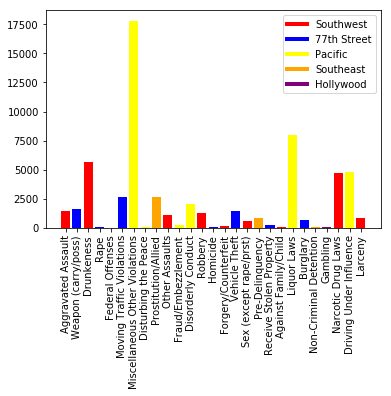 17500
15000
12500
10000
7500
5000
2500
0
Southwest
77th Street
Pacific
Southeast
Hollywood
Aggravated Assault
Weapon (carry/poss)
Drunkeness
Rape
Federal Offenses
Moving Traffic Violations
Miscellaneous Other Violations
Disturbing the Peace
Prostitution/Allied
Other Assaults
Fraud/Embezzlement
Disorderly Conduct
Robbery
Homicide
Forgery/Counterfeit
Vehicle Theft
Sex (except rape/prst)
Pre-Delinquency
Receive Stolen Property
Against Family/Child
Liquor Laws
Burglary
Non-Criminal Detention
Gambling
Narcotic Drug Laws
Driving Under Influence
Larceny